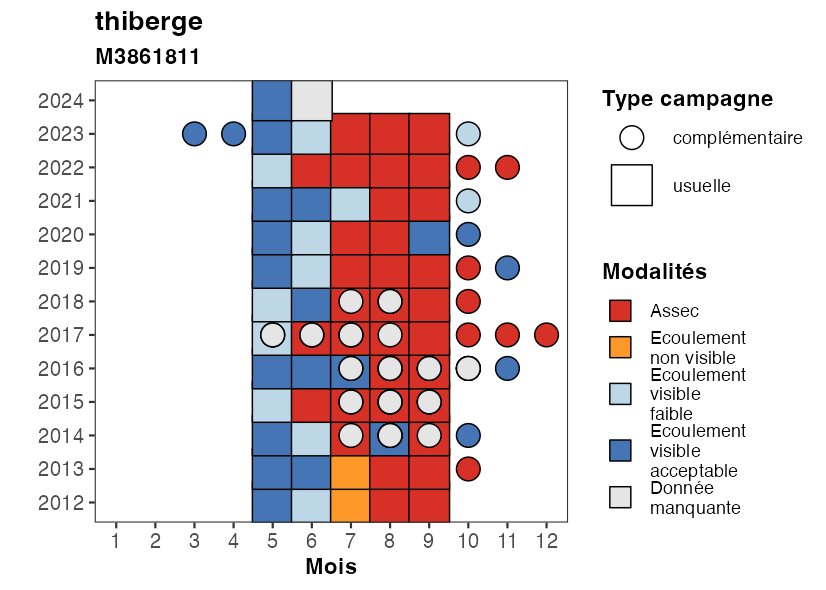 thiberge
M3861811
2024
2023
2022
2021
2020
2019
2018
2017
2016
2015
2014
2013
2012
1 2 3 4 5 6 7 8 9 10 11 12
Mois
Type campagne
complémentaire
usuelle
Modalités
Assec
Ecoulement
non visible
Ecoulement
visible
faible
Ecoulement
visible
acceptable
Donnée
manquante